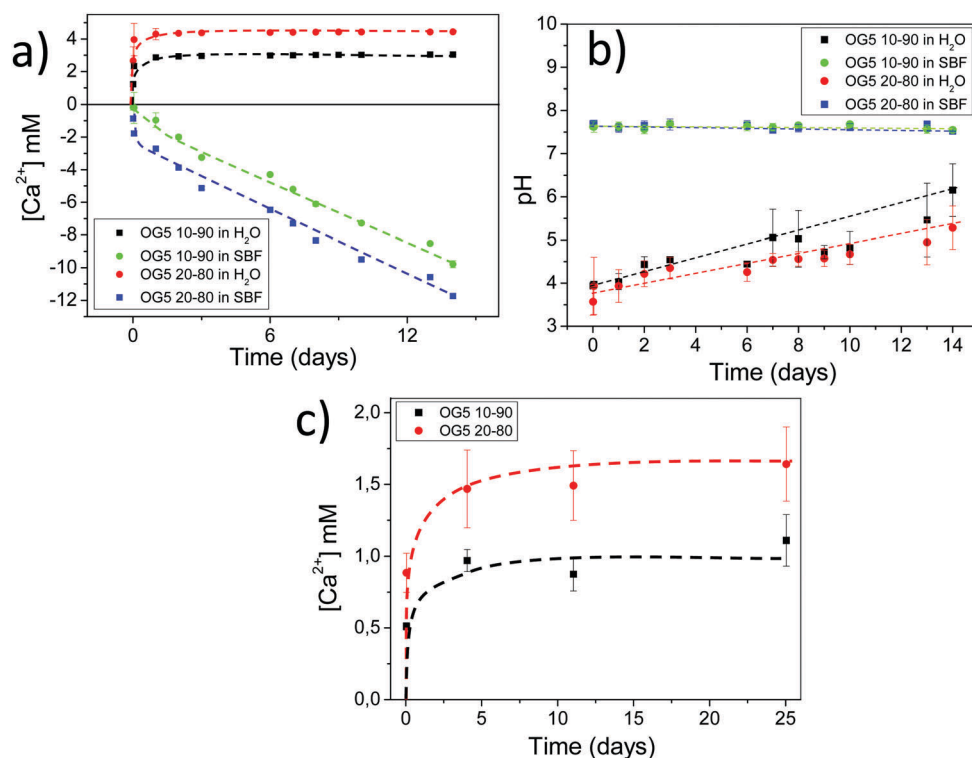 a)
[Ca²⁺] mM
4
2
0
-2
-4
-6
-8
-10
-12
OG5 10-90 in H₂O
OG5 10-90 in SBF
OG5 20-80 in H₂O
OG5 20-80 in SBF
0 6 12
Time (days)
b)
pH
8
7
6
5
4
3
OG5 10-90 in H₂O
OG5 10-90 in SBF
OG5 20-80 in H₂O
OG5 20-80 in SBF
0 2 4 6 8 10 12 14
Time (days)
c)
[Ca²⁺] mM
2,0
1,5
1,0
0,5
0,0
OG5 10-90
OG5 20-80
0 5 10 15 20 25
Time (days)